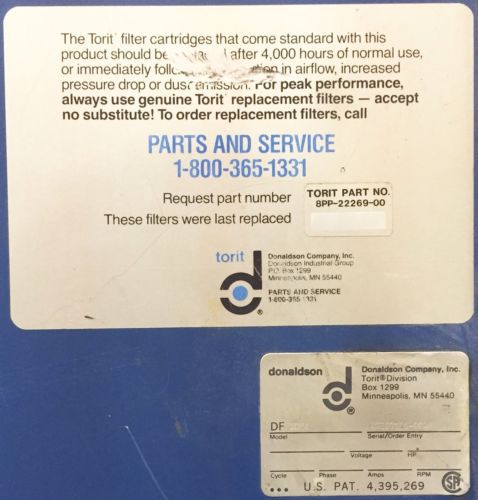 The Torit® filter cartridges that come standard with this
product should be after 4,000 hours of normal use,
or immediately in airflow, increased
pressure drop or dust emission. For peak performance,
always use genuine Torit® replacement filters — accept
no substitute! To order replacement filters, call
PARTS AND SERVICE
1-800-365-1331
Request part number
TORIT PART NO.
8PP-22269-00
These filters were last replaced
torit
d
®
Donaldson Company, Inc.
Donaldson Industrial Group
P.O. Box 1299
Minneapolis, MN 55440
PARTS AND SERVICE
1-800-365-1331
donaldson
d
®
Donaldson Company, Inc.
Torit® Division
Box 1299
Minneapolis, MN 55440
DF
Model
Serial/Order Entry
Voltage
HP
Cycle Phase Amps RPM
••• U.S. PAT. 4,395,269
SP